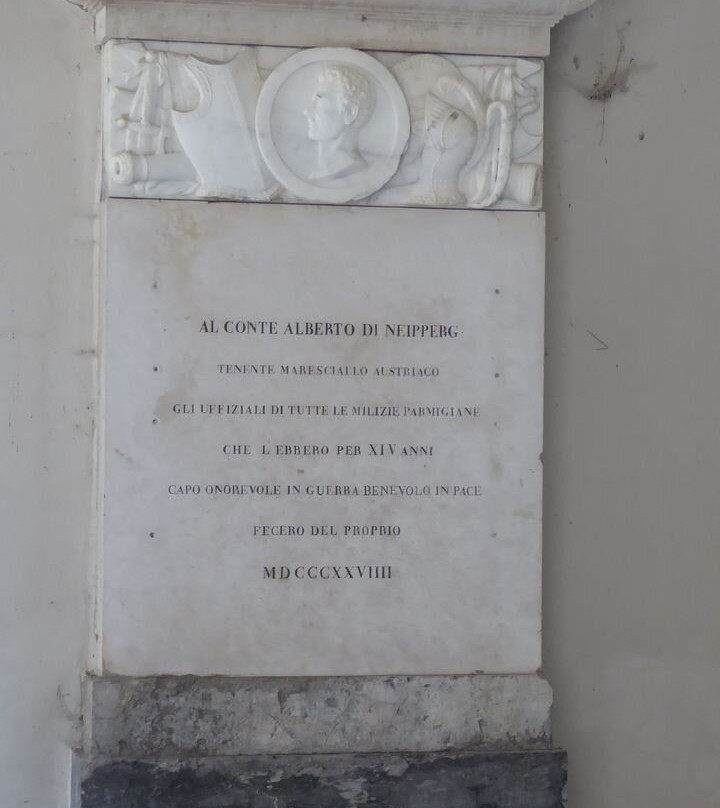 AL CONTE ALBERTO DI NEIPPERG
TENENTE MARESCIALLO AUSTRIACO
GLI UFFIZIALI DI TUTTE LE MILIZIE PARMIGIANE
CHE L'EBBERO PER XIV ANNI
CAPO ONOREVOLE IN GUERRA BENEVOLO IN PACE
FECERO DEL PROPRIO
MDCCCXXVIIII